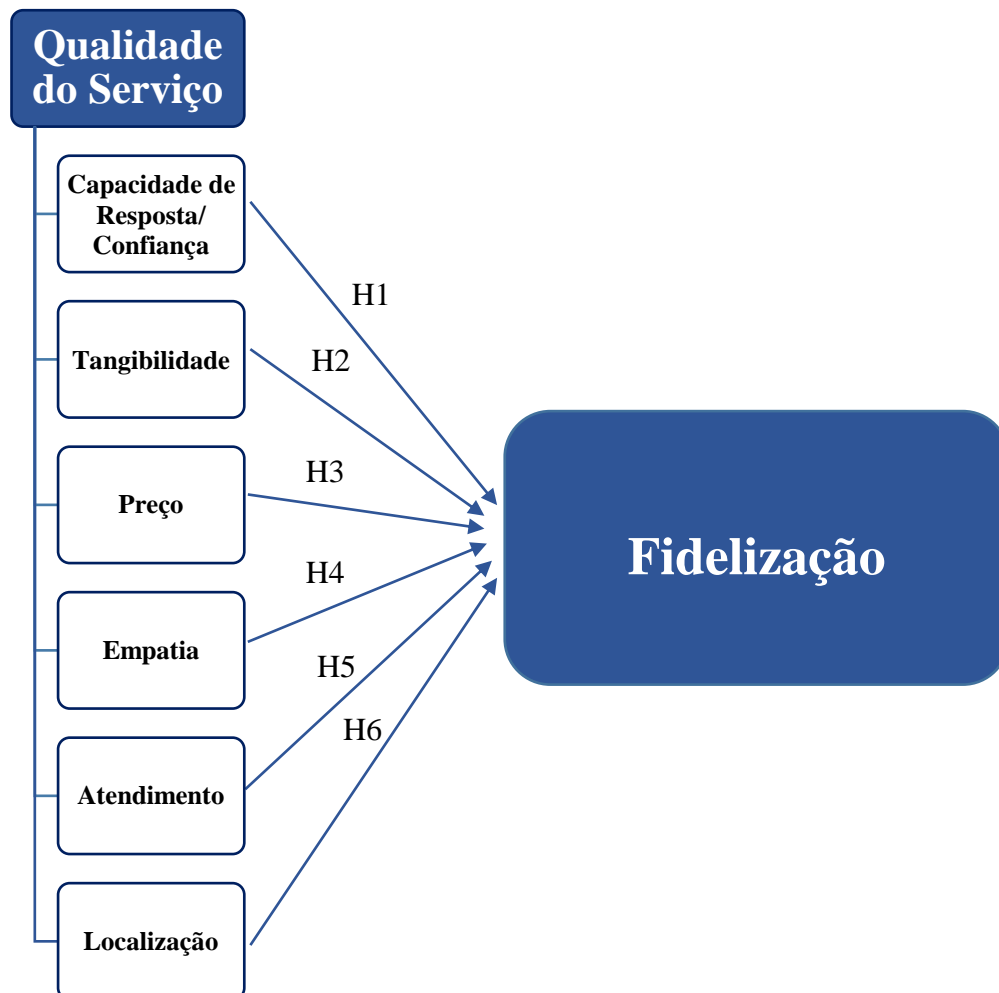 Qualidade
do Serviço
Capacidade de
Resposta/
Confiança
H1
Tangibilidade
H2
Preço
H3
Fidelização
Empatia
H4
H5
Atendimento
H6
Localização